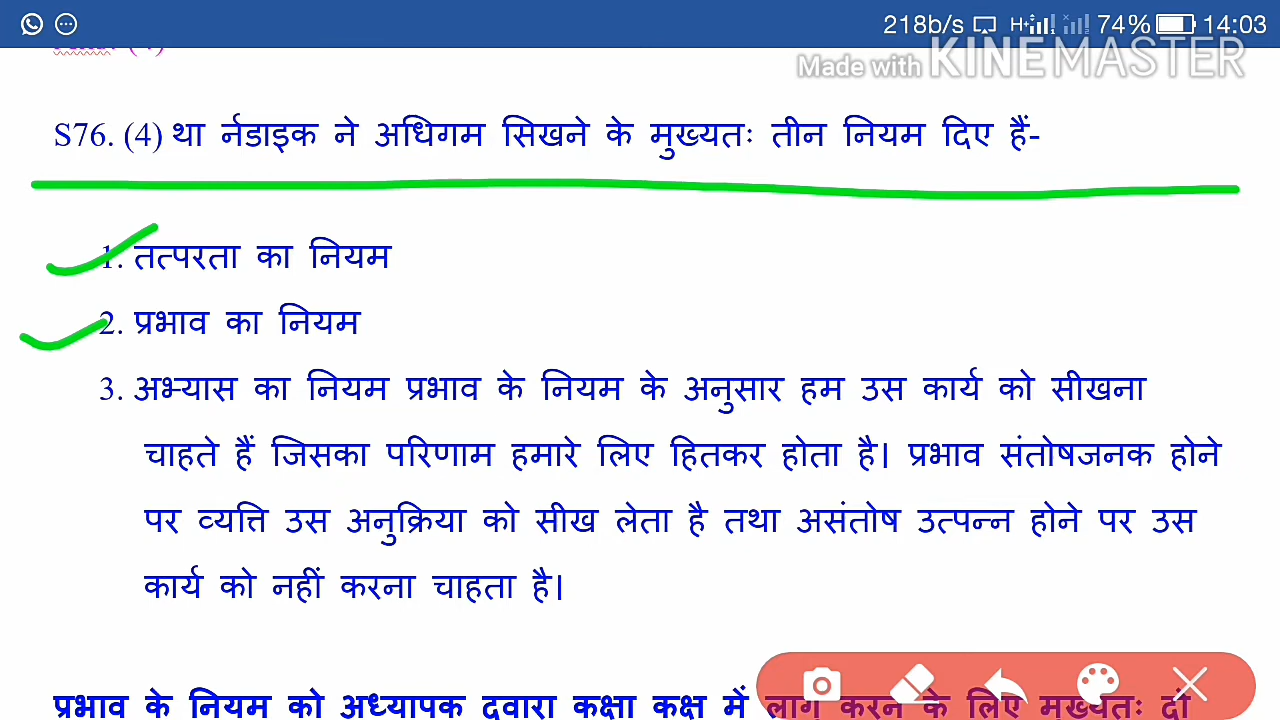 218b/s H+ 74% 14:03
Made with KINEMASTER
S76. (4) था र्नडाइक ने अधिगम सिखने के मुख्यतः तीन नियम दिए हैं-
1. तत्परता का नियम
2. प्रभाव का नियम
3. अभ्यास का नियम प्रभाव के नियम के अनुसार हम उस कार्य को सीखना
चाहते हैं जिसका परिणाम हमारे लिए हितकर होता है। प्रभाव संतोषजनक होने
पर व्यक्ति उस अनुक्रिया को सीख लेता है तथा असंतोष उत्पन्न होने पर उस
कार्य को नहीं करना चाहता है।
प्रभाव के नियम को अध्यापक द्वारा कक्षा कक्ष में लागू करने के लिए मुख्यतः